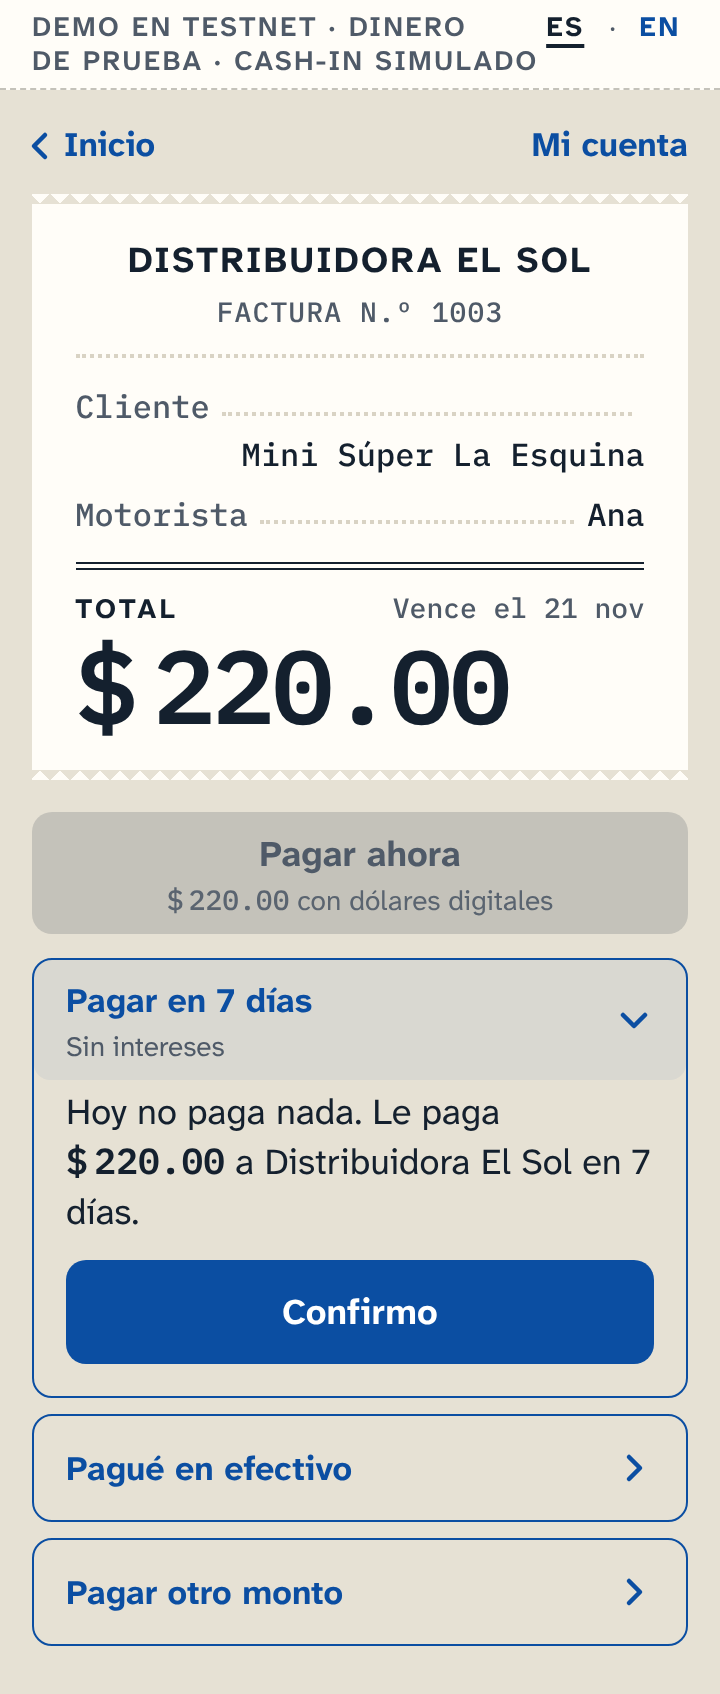 DEMO EN TESTNET · DINERO DE PRUEBA · CASH-IN SIMULADO
ES · EN
Inicio
Mi cuenta
DISTRIBUIDORA EL SOL
FACTURA N.º 1003
Cliente
Mini Súper La Esquina
Motorista Ana
TOTAL Vence el 21 nov
$220.00
Pagar ahora
$220.00 con dólares digitales
Pagar en 7 días
Sin intereses
Hoy no paga nada. Le paga
$220.00 a Distribuidora El Sol en 7
días.
Confirmo
Pagué en efectivo
Pagar otro monto